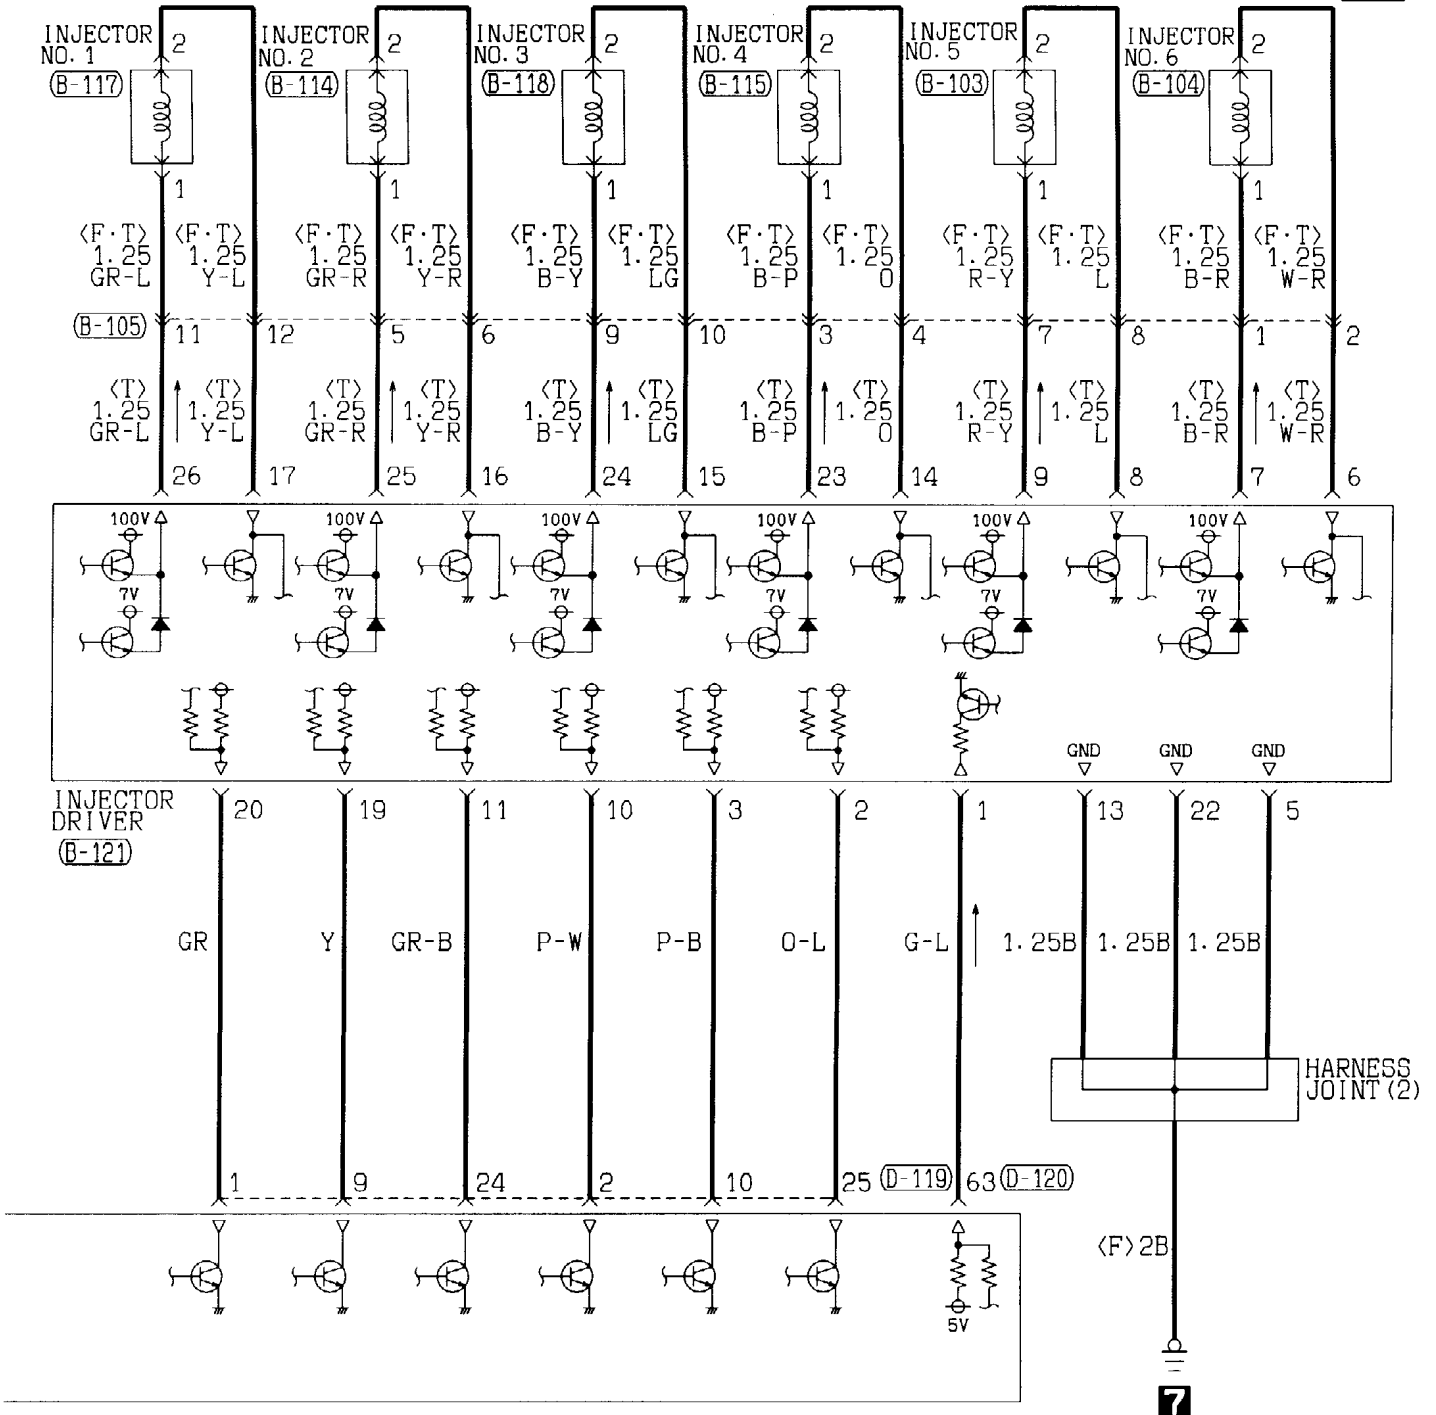 INJECTOR NO. 1
2
INJECTOR NO. 2
2
INJECTOR NO. 3
2
INJECTOR NO. 4
2
INJECTOR NO. 5
2
INJECTOR NO. 6
2
B-117
B-114
B-118
B-115
B-103
B-104
1
1
1
1
1
1
<F·T> <F·T> <F·T> <F·T> <F·T> <F·T> <F·T> <F·T> <F·T> <F·T> <F·T> <F·T>
1.25 1.25 1.25 1.25 1.25 1.25 1.25 1.25 1.25 1.25 1.25 1.25
GR-L Y-L GR-R Y-R B-Y LG B-P O R-Y L B-R W-R
B-105 11 12 5 6 9 10 3 4 7 8 1 2
<T> <T> <T> <T> <T> <T> <T> <T> <T> <T> <T> <T>
1.25 1.25 1.25 1.25 1.25 1.25 1.25 1.25 1.25 1.25 1.25 1.25
GR-L Y-L GR-R Y-R B-Y LG B-P O R-Y L B-R W-R
26 17 25 16 24 15 23 14 9 8 7 6
100V 100V 100V 100V 100V 100V
7V 7V 7V 7V 7V 7V
GND GND GND
INJECTOR
DRIVER
B-121
20 19 11 10 3 2 1 13 22 5
GR Y GR-B P-W P-B O-L G-L 1.25B 1.25B 1.25B
HARNESS
JOINT(2)
1 9 24 2 10 25 D-119 63 D-120
<F>2B
5V
7